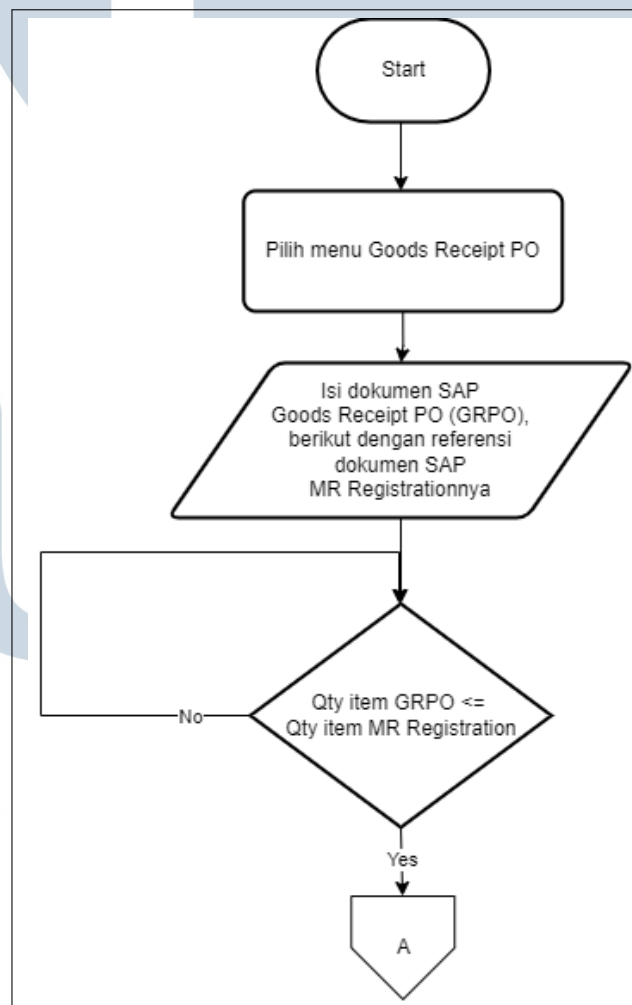 Start
Pilih menu Goods Receipt PO
Isi dokumen SAP
Goods Receipt PO (GRPO),
berikut dengan referensi
dokumen SAP
MR Registrationnya
Qty item GRPO <=
Qty item MR Registration
No
Yes
A